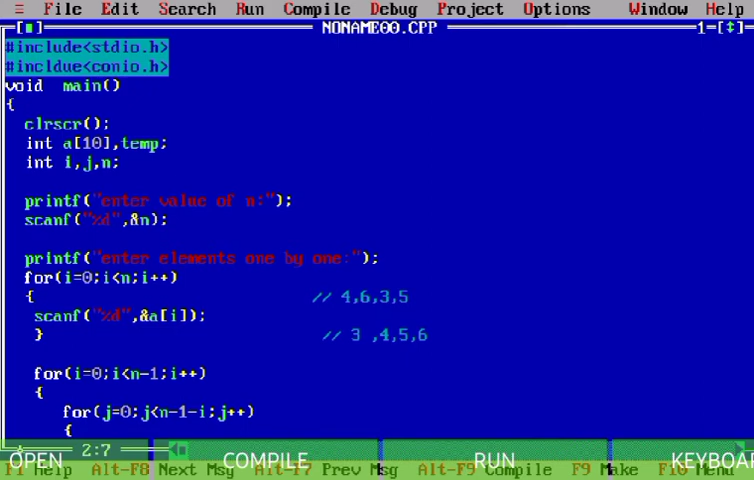 ≡ File Edit Search Run Compile Debug Project Options Window Help
[■] NONAME00.CPP 1=[↕]
#include<stdio.h>
#incldue<conio.h>
void main()
{
clrscr();
int a[10],temp;
int i,j,n;
printf("enter value of n:");
scanf("%d",&n);
printf("enter elements one by one:");
for(i=0;i<n;i++)
{ // 4,6,3,5
scanf("%d",&a[i]);
} // 3 ,4,5,6
for(i=0;i<n-1;i++)
{
for(j=0;j<n-1-i;j++)
{
2:7
OPEN COMPILE RUN KEYBOAR
F1 Help Alt-F8 Next Msg Alt-F7 Prev Msg Alt-F9 Compile F9 Make F10 Menu